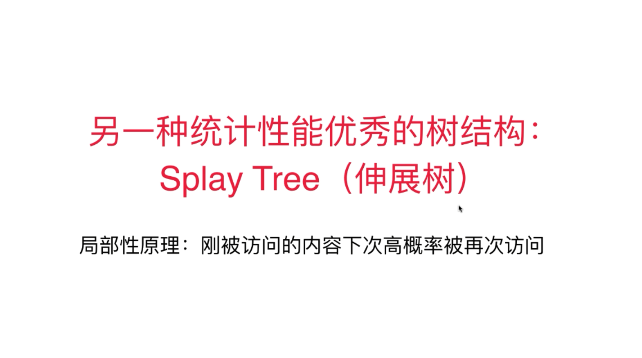 另一种统计性能优秀的树结构：
Splay Tree（伸展树）
局部性原理：刚被访问的内容下次高概率被再次访问